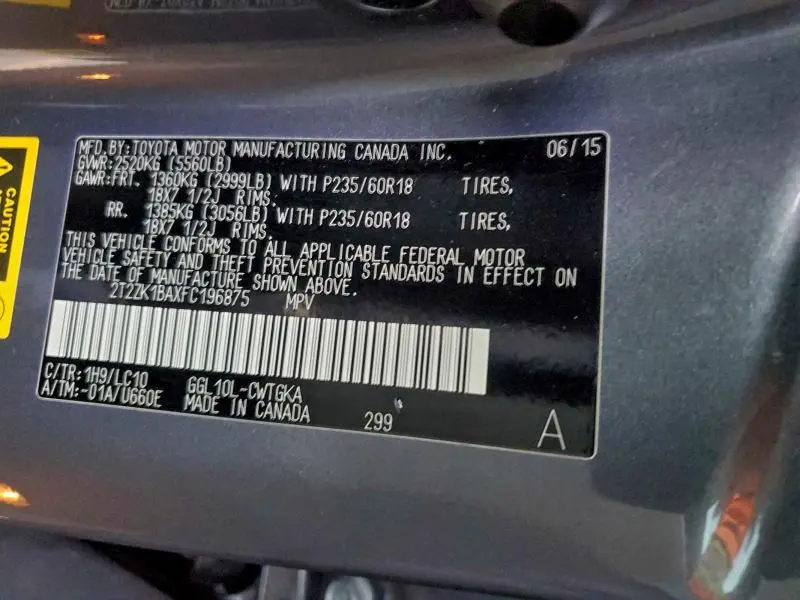 MFD.BY:TOYOTA MOTOR MANUFACTURING CANADA INC. 06/15
GVWR:2520KG (5560LB)
GAWR:FRT. 1360KG (2999LB) WITH P235/60R18 TIRES,
18X7 1/2J RIMS.
RR. 1385KG (3056LB) WITH P235/60R18 TIRES,
18X7 1/2J RIMS.
THIS VEHICLE CONFORMS TO ALL APPLICABLE FEDERAL MOTOR
VEHICLE SAFETY AND THEFT PREVENTION STANDARDS IN EFFECT ON
THE DATE OF MANUFACTURE SHOWN ABOVE.
2T2ZK1BAXFC196875 MPV
C/TR:1H9/LC10
A/TM:-01A/U660E
GGL10L-CWTGKA
MADE IN CANADA
299
A
CAUTION